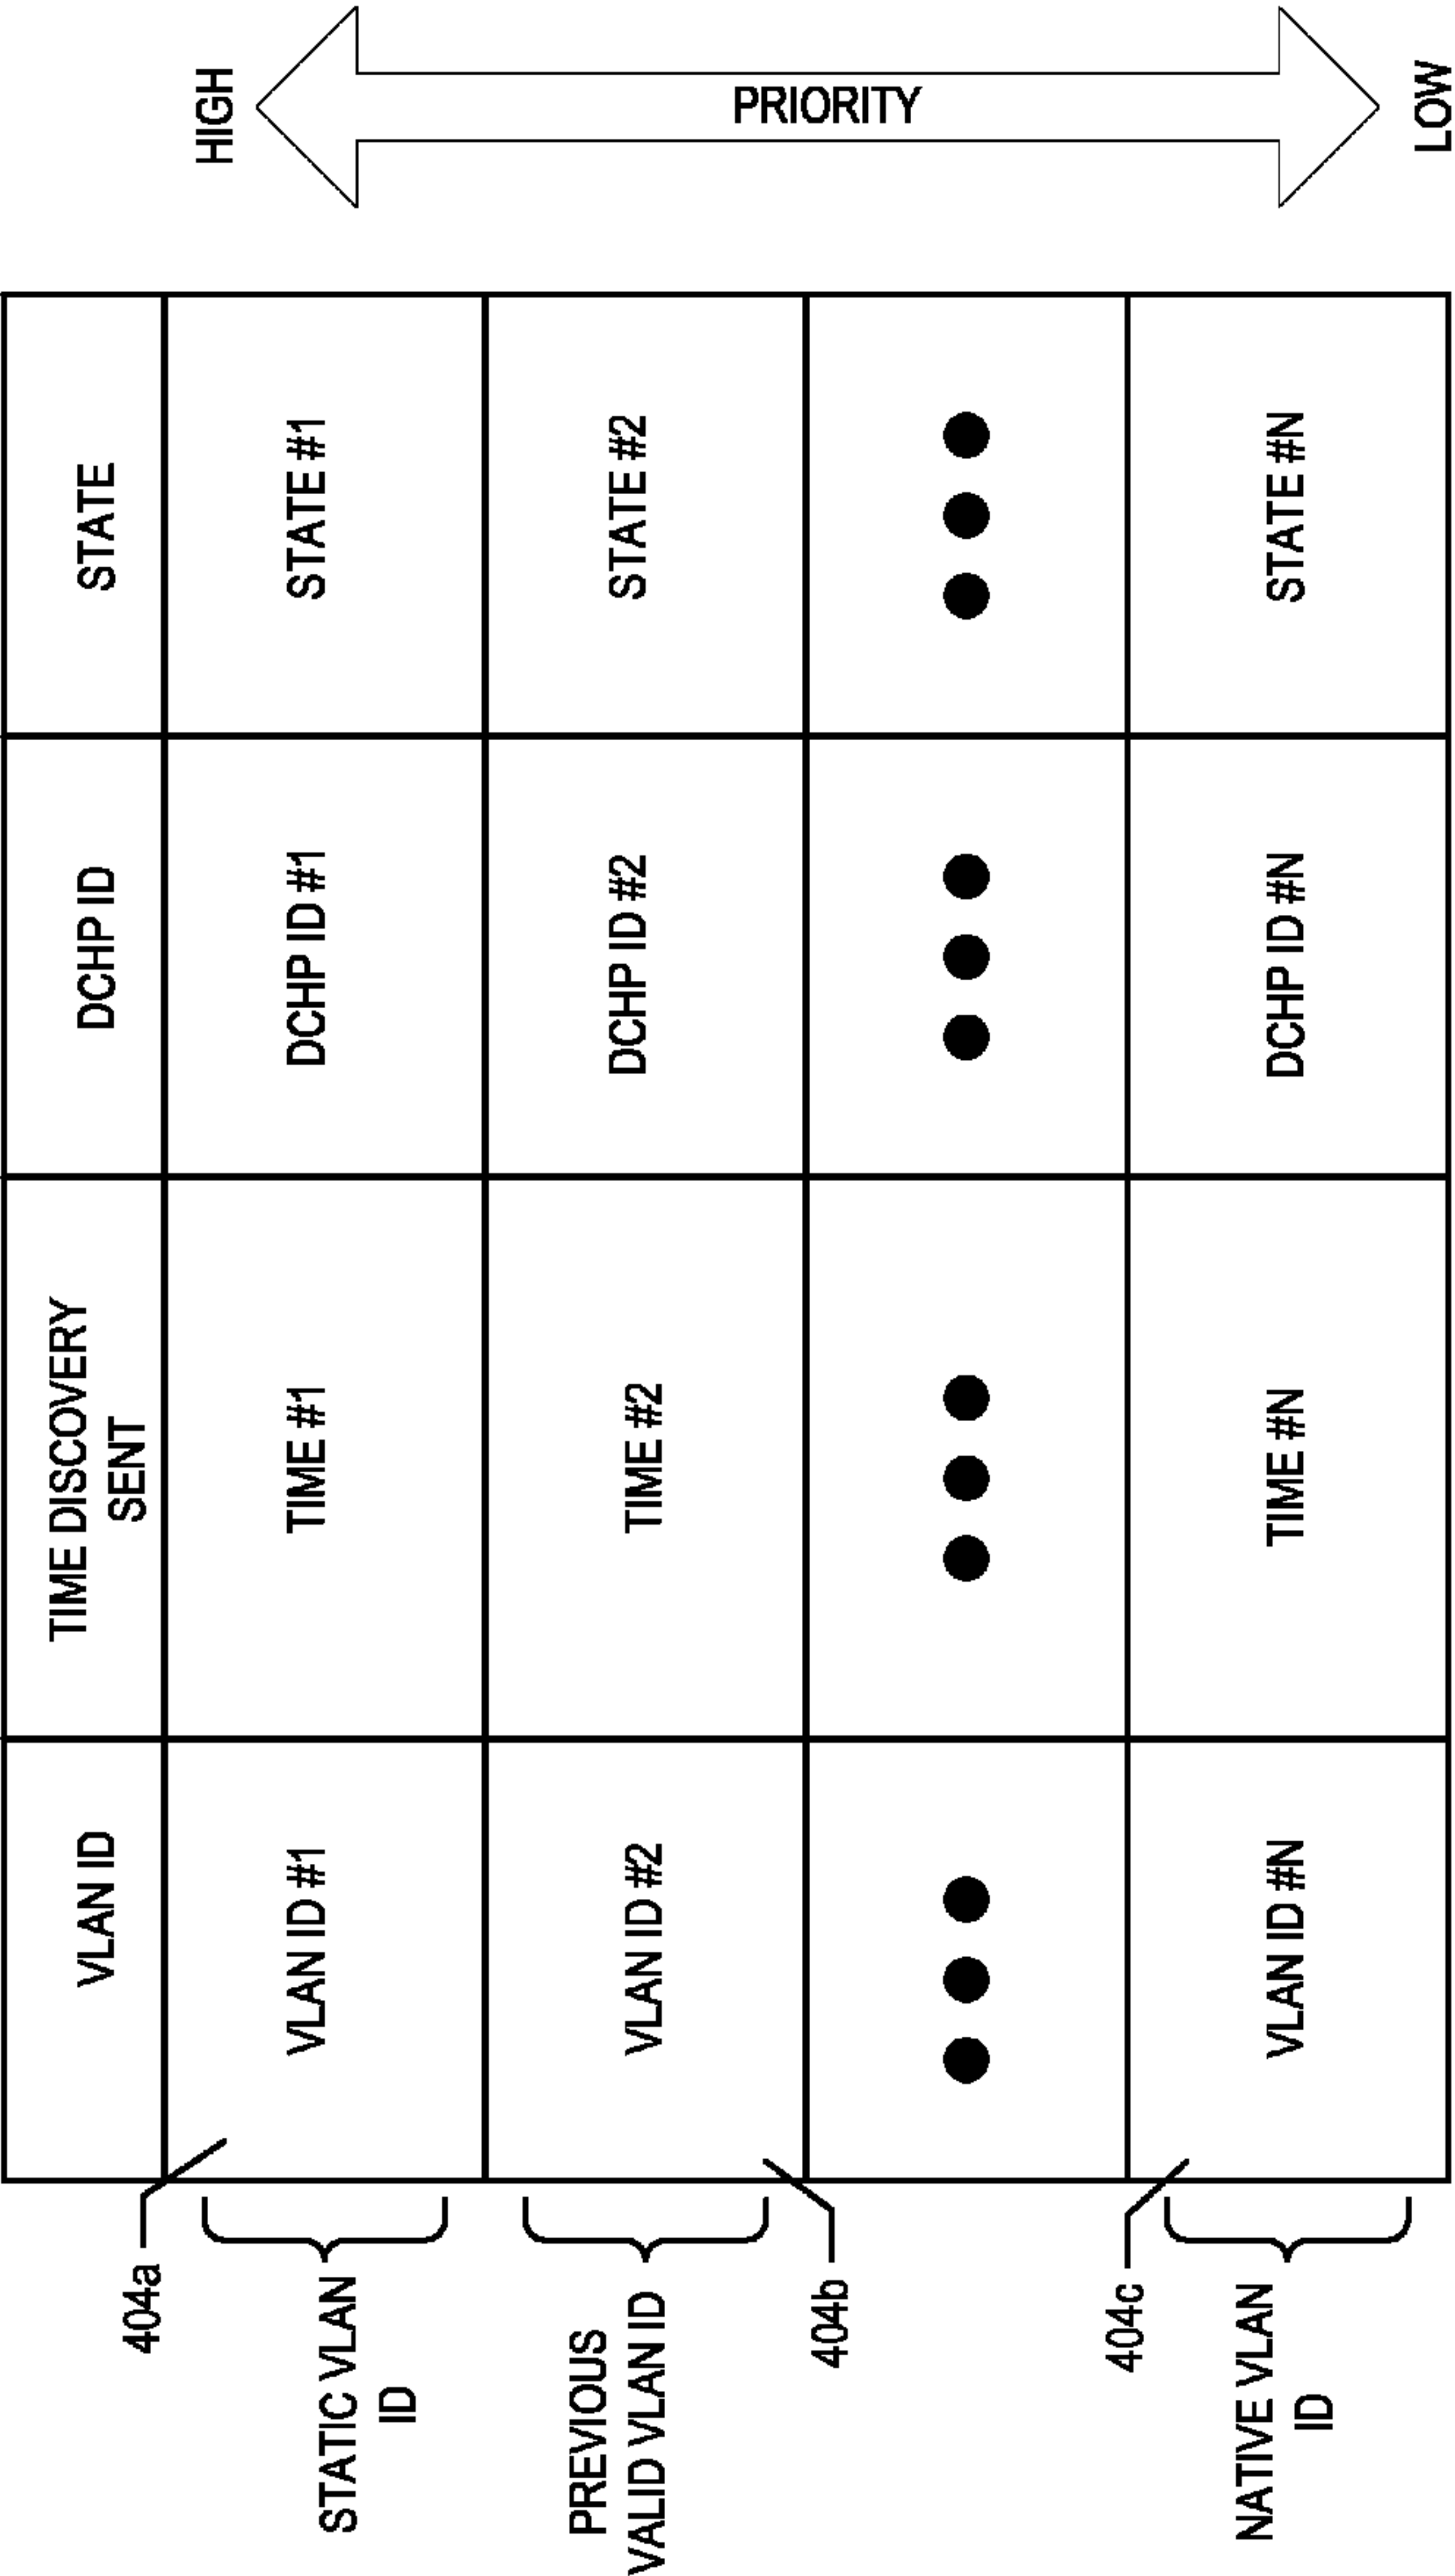 VLAN ID
TIME DISCOVERY
SENT
DCHP ID
STATE
HIGH
404a
STATIC VLAN
ID
VLAN ID #1
TIME #1
DCHP ID #1
STATE #1
PREVIOUS
VALID VLAN ID
VLAN ID #2
TIME #2
DCHP ID #2
STATE #2
PRIORITY
404b
404c
NATIVE VLAN
ID
VLAN ID #N
TIME #N
DCHP ID #N
STATE #N
LOW